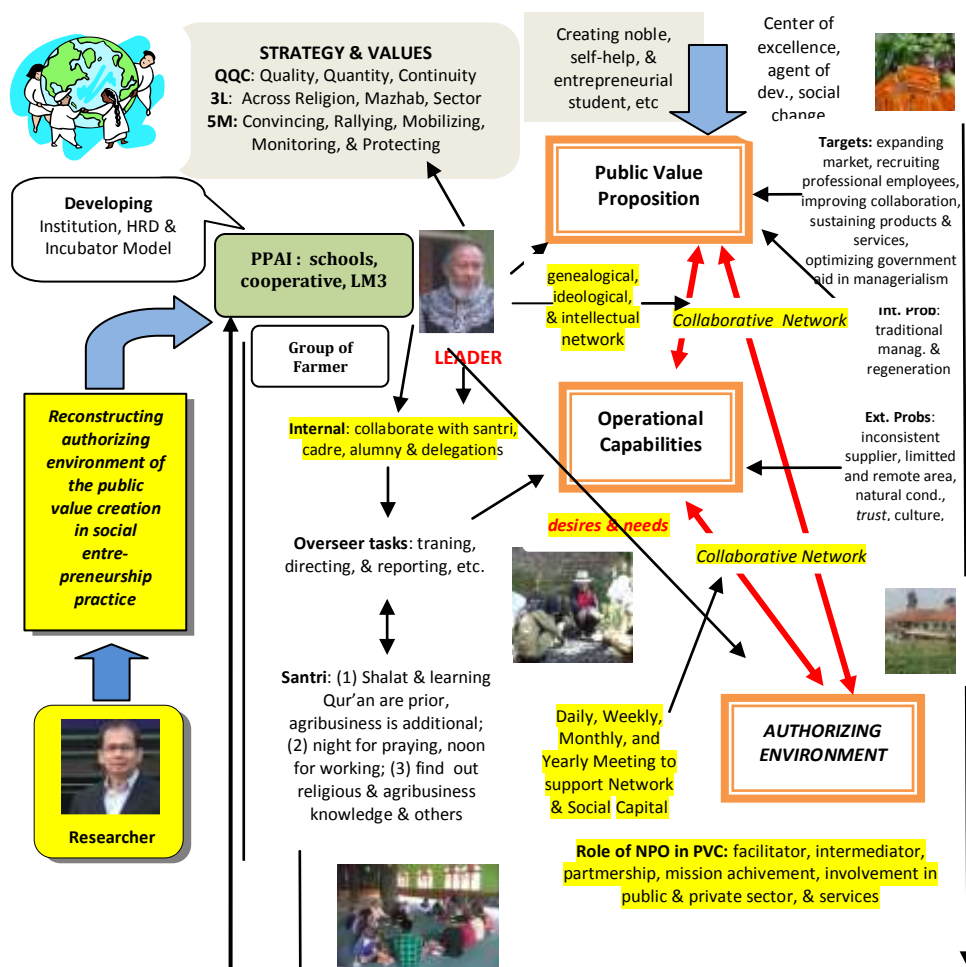 STRATEGY & VALUES
QQC: Quality, Quantity, Continuity
3L: Across Religion, Mazhab, Sector
5M: Convincing, Rallying, Mobilizing,
Monitoring, & Protecting
Creating noble,
self-help, &
entrepreneurial
student, etc
Center of
excellence,
agent of
dev., social
change
Developing
Institution, HRD &
Incubator Model
PPAI : schools,
cooperative, LM3
Group of
Farmer
LEADER
Public Value
Proposition
Targets: expanding
market, recruiting
professional employees,
improving collaboration,
sustaining products &
services,
optimizing government
aid in managerialism
genealogical,
ideological,
& intellectual
network
Collaborative Network
Int. Prob:
traditional
manag. &
regeneration
Reconstructing
authorizing
environment of
the public
value creation
in social
entre-
preneurship
practice
Internal: collaborate with santri,
cadre, alumny & delegations
Operational
Capabilities
Ext. Probs:
inconsistent
supplier, limitted
and remote area,
natural cond.,
trust, culture,
desires & needs
Overseer tasks: traning,
directing, & reporting, etc.
Collaborative Network
Santri: (1) Shalat & learning
Qur'an are prior,
agribusiness is additional;
(2) night for praying, noon
for working; (3) find out
religious & agribusiness
knowledge & others
Daily, Weekly,
Monthly, and
Yearly Meeting to
support Network
& Social Capital
AUTHORIZING
ENVIRONMENT
Researcher
Role of NPO in PVC: facilitator, intermediator,
partnership, mission achivement, involvement in
public & private sector, & services